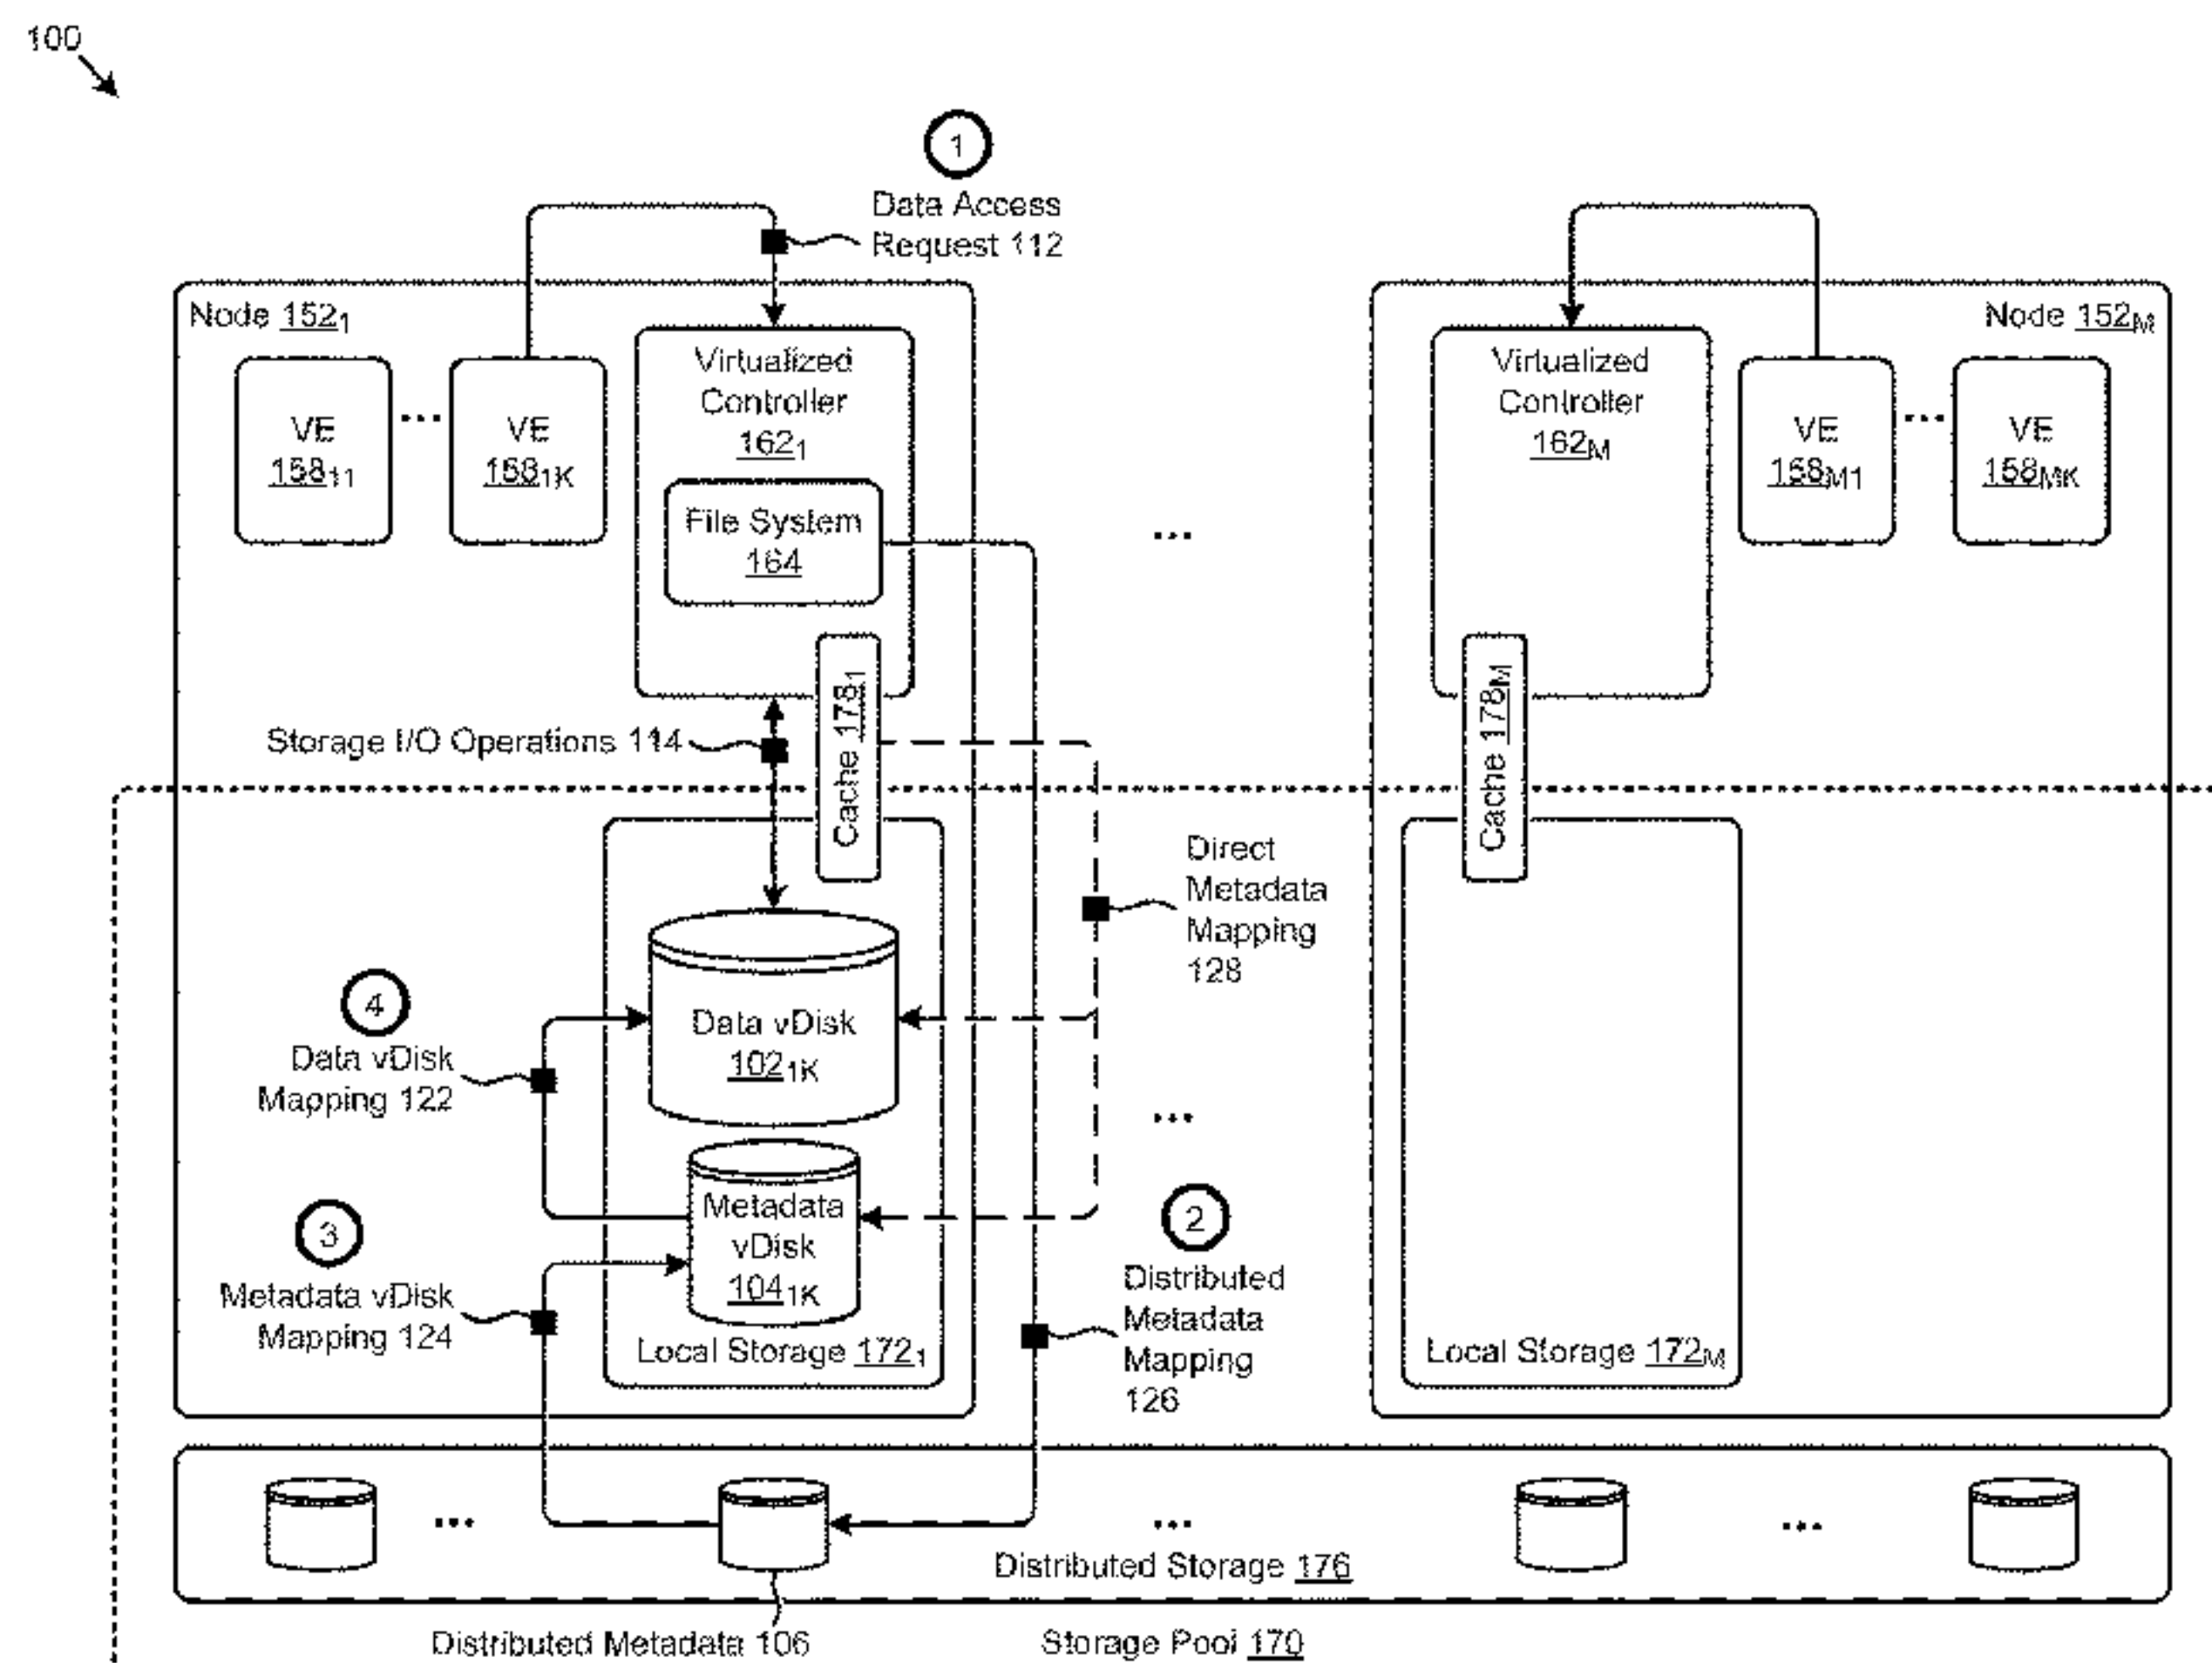 100
1
Data Access
Request 112
Node 152₁
VE
158₁₁
...
VE
158₁K
Virtualized
Controller
162₁
File System
164
Cache 178₁
Storage I/O Operations 114
...
Node 152M
Virtualized
Controller
162M
VE
158M1
...
VE
158MK
Cache 178M
Direct
Metadata
Mapping
128
4
Data vDisk
Mapping 122
Data vDisk
102₁K
...
3
Metadata vDisk
Mapping 124
Metadata
vDisk
104₁K
Local Storage 172₁
2
Distributed
Metadata
Mapping
126
Local Storage 172M
...
...
...
Distributed Storage 176
Distributed Metadata 106
Storage Pool 170